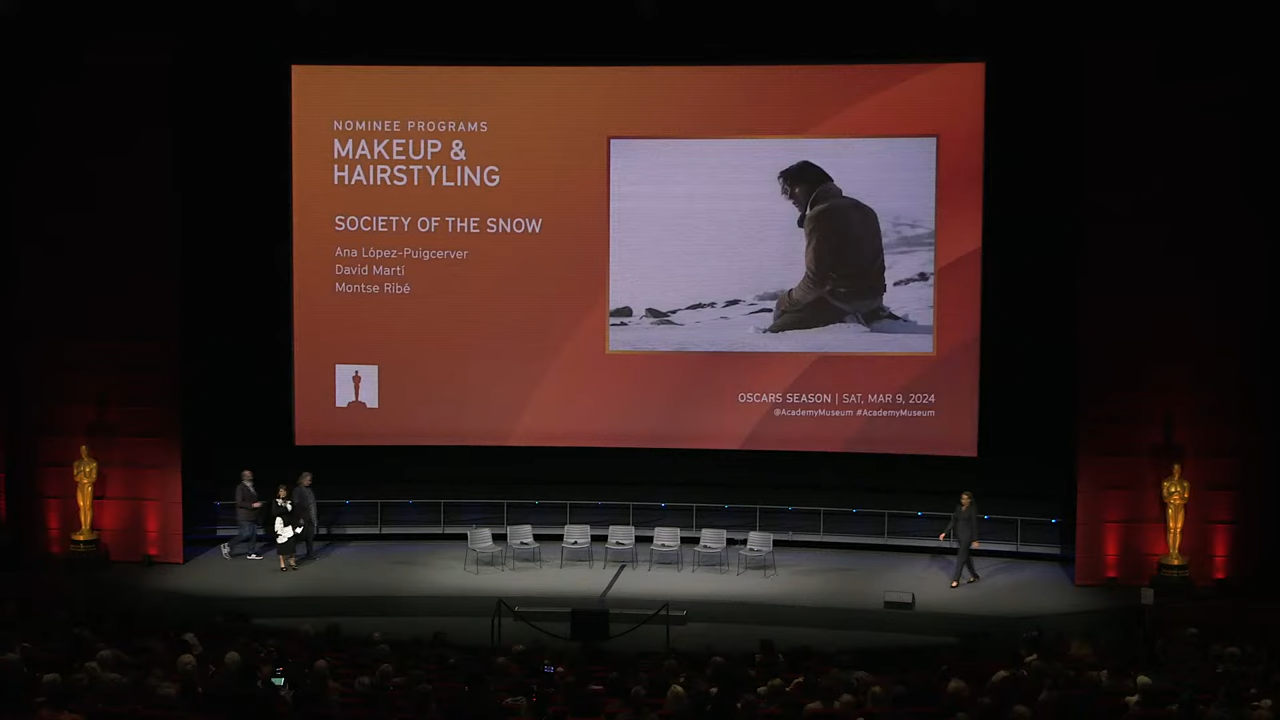 NOMINEE PROGRAMS
MAKEUP &
HAIRSTYLING
SOCIETY OF THE SNOW
Ana López-Puigcerver
David Martí
Montse Ribé
OSCARS SEASON | SAT, MAR 9, 2024
@AcademyMuseum #AcademyMuseum